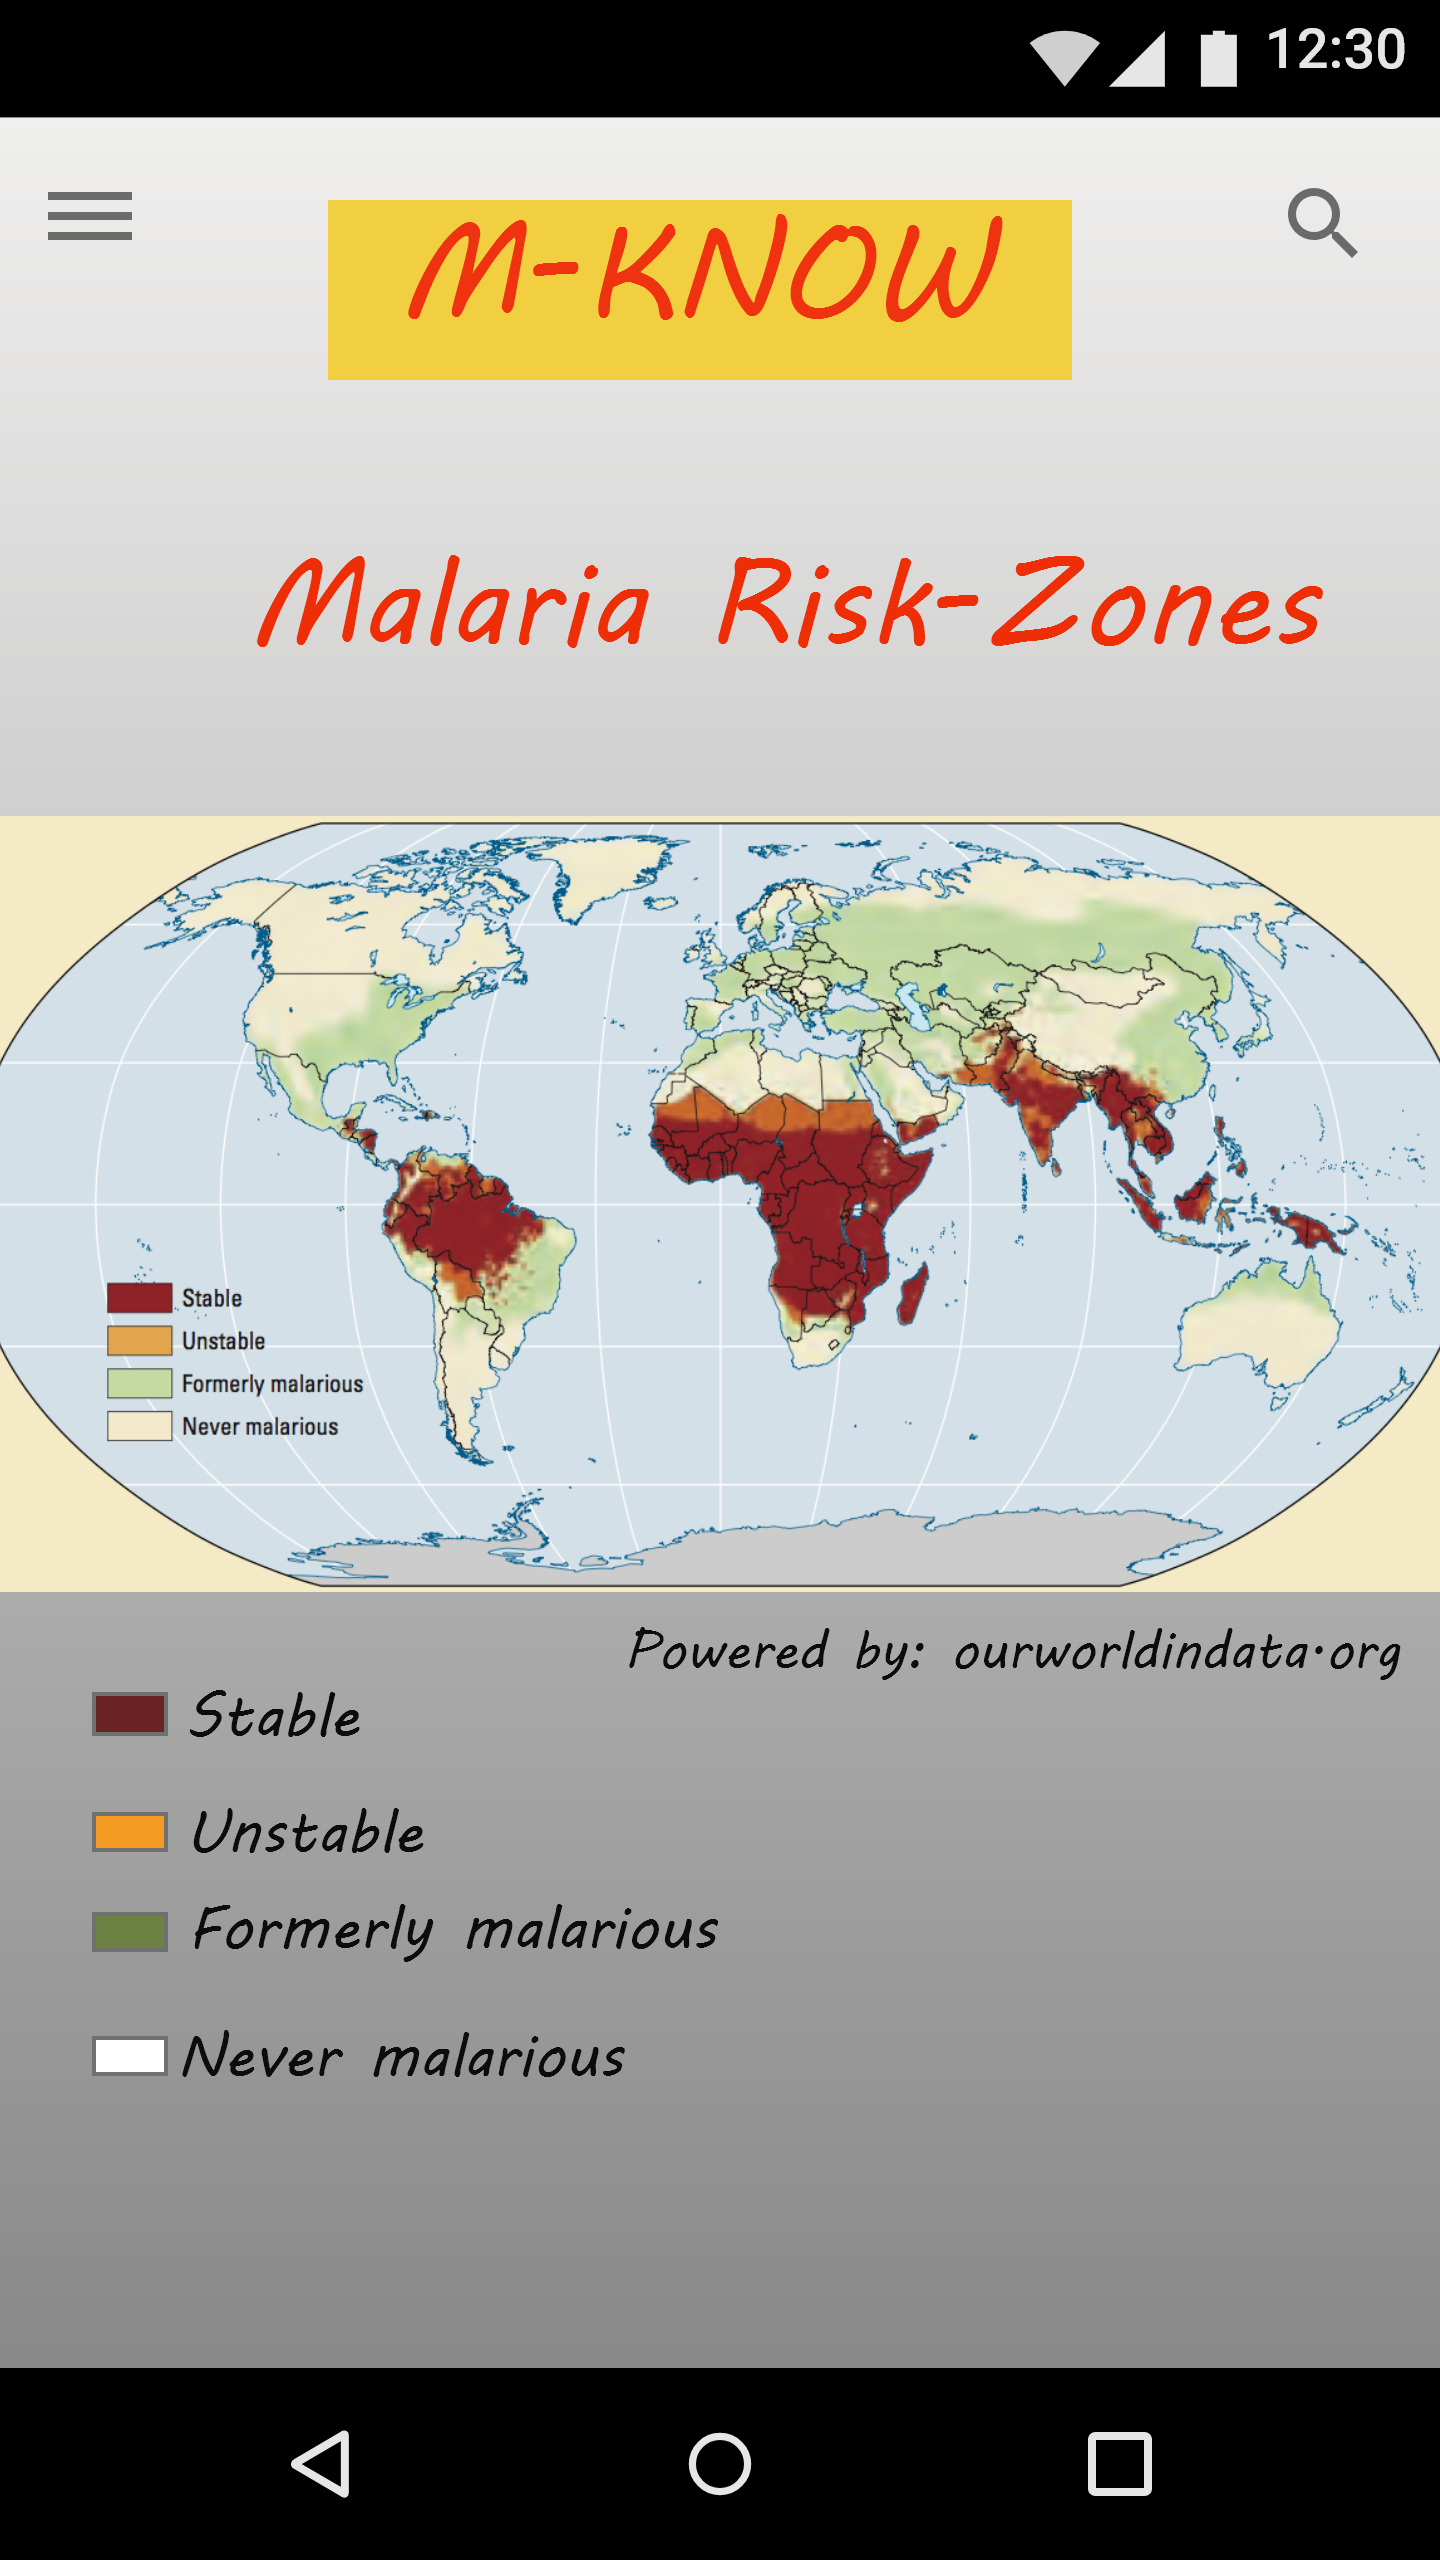 12:30
M-KNOW
Malaria Risk-Zones
Stable
Unstable
Formerly malarious
Never malarious
Powered by: ourworldindata.org
Stable
Unstable
Formerly malarious
Never malarious